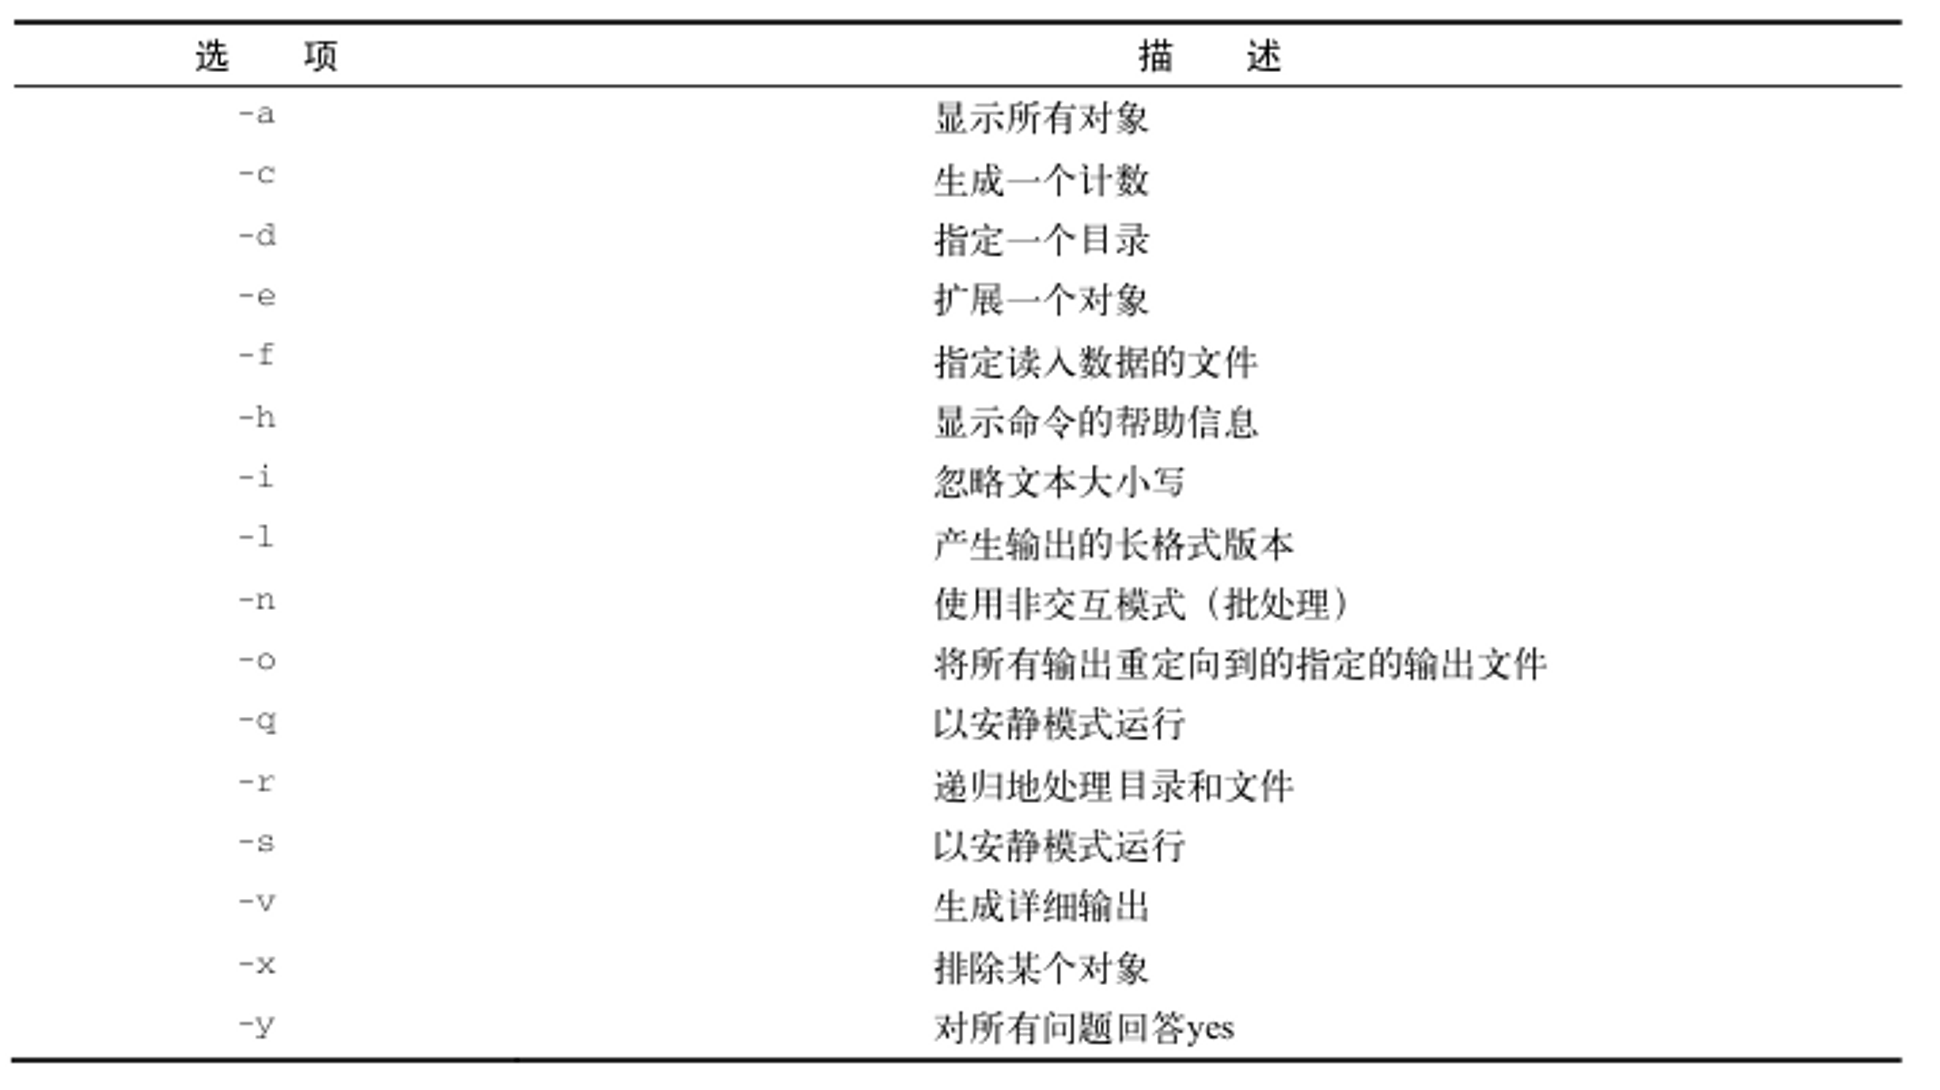 选 项 描 述
-a 显示所有对象
-c 生成一个计数
-d 指定一个目录
-e 扩展一个对象
-f 指定读入数据的文件
-h 显示命令的帮助信息
-i 忽略文本大小写
-l 产生输出的长格式版本
-n 使用非交互模式（批处理）
-o 将所有输出重定向到的指定的输出文件
-q 以安静模式运行
-r 递归地处理目录和文件
-s 以安静模式运行
-v 生成详细输出
-x 排除某个对象
-y 对所有问题回答yes